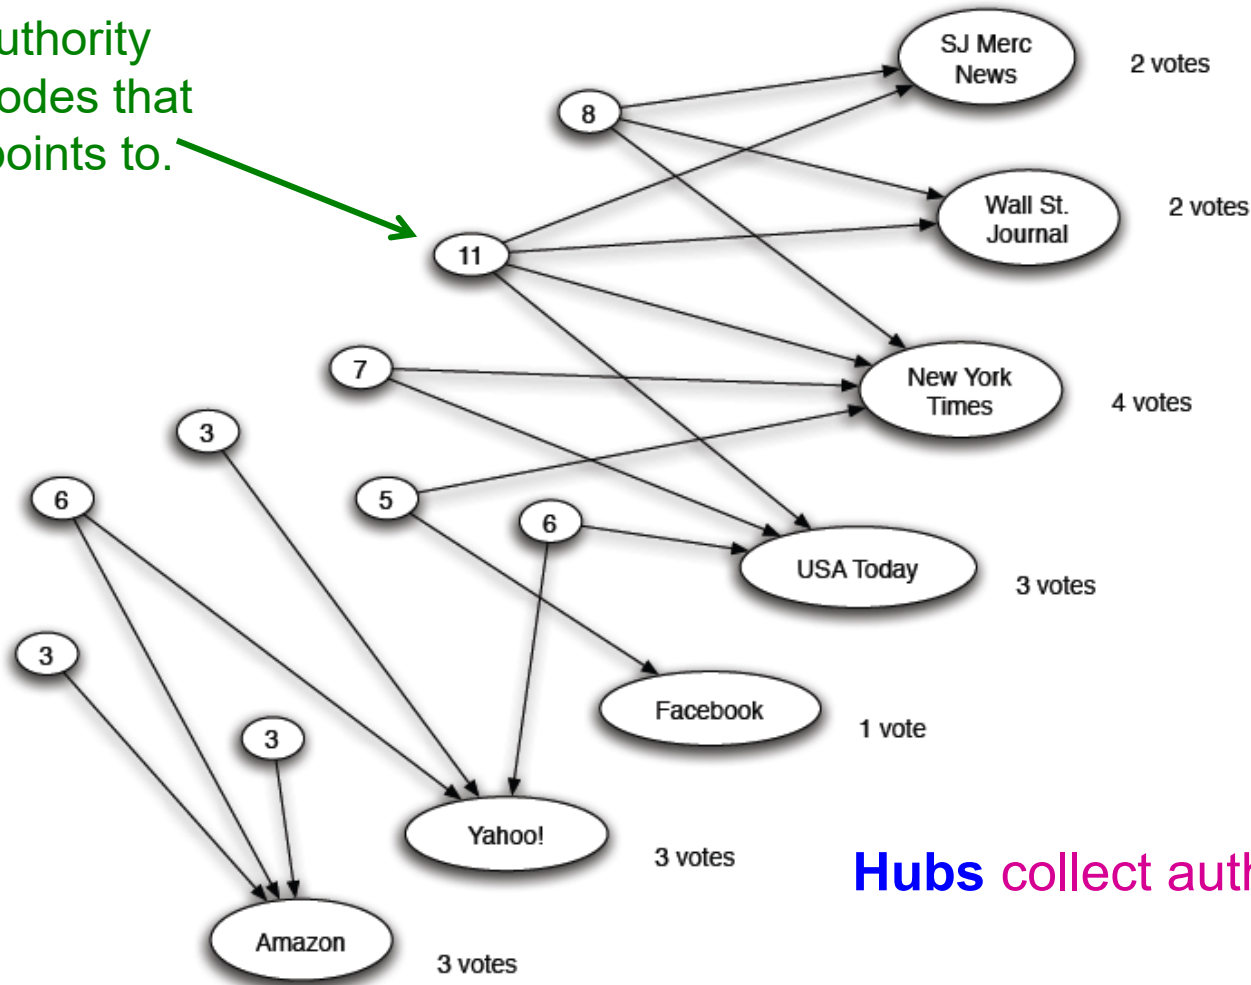 uthority
odes that
points to.
SJ Merc
News
2 votes
8
Wall St.
Journal
2 votes
11
7
New York
Times
4 votes
3
6
5
6
USA Today
3 votes
3
Facebook
1 vote
3
Yahoo!
3 votes
Hubs collect auth
Amazon
3 votes